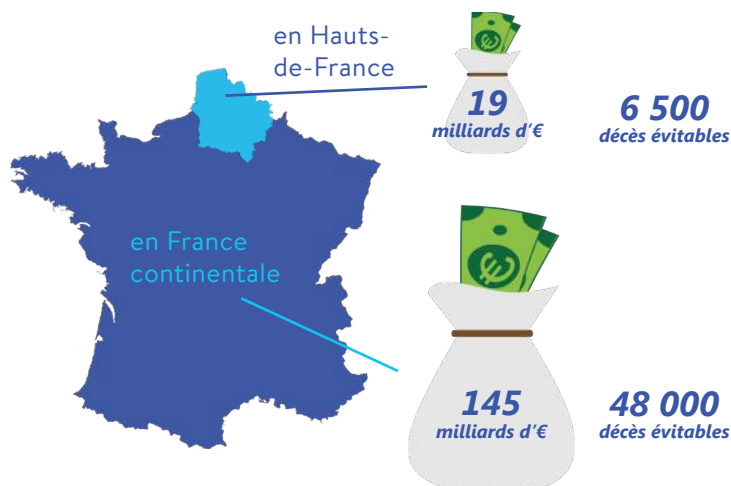 en Hauts-
de-France
19
milliards d'€
6 500
décès évitables
en France
continentale
145
milliards d'€
48 000
décès évitables